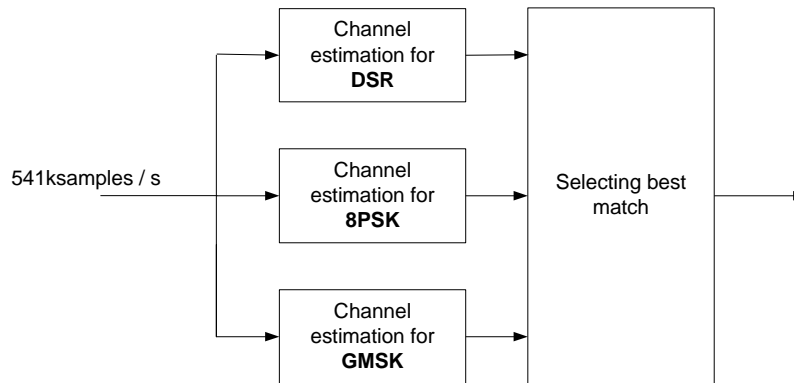 Channel
estimation for
DSR
541ksamples / s
Channel
estimation for
8PSK
Selecting best
match
Channel
estimation for
GMSK